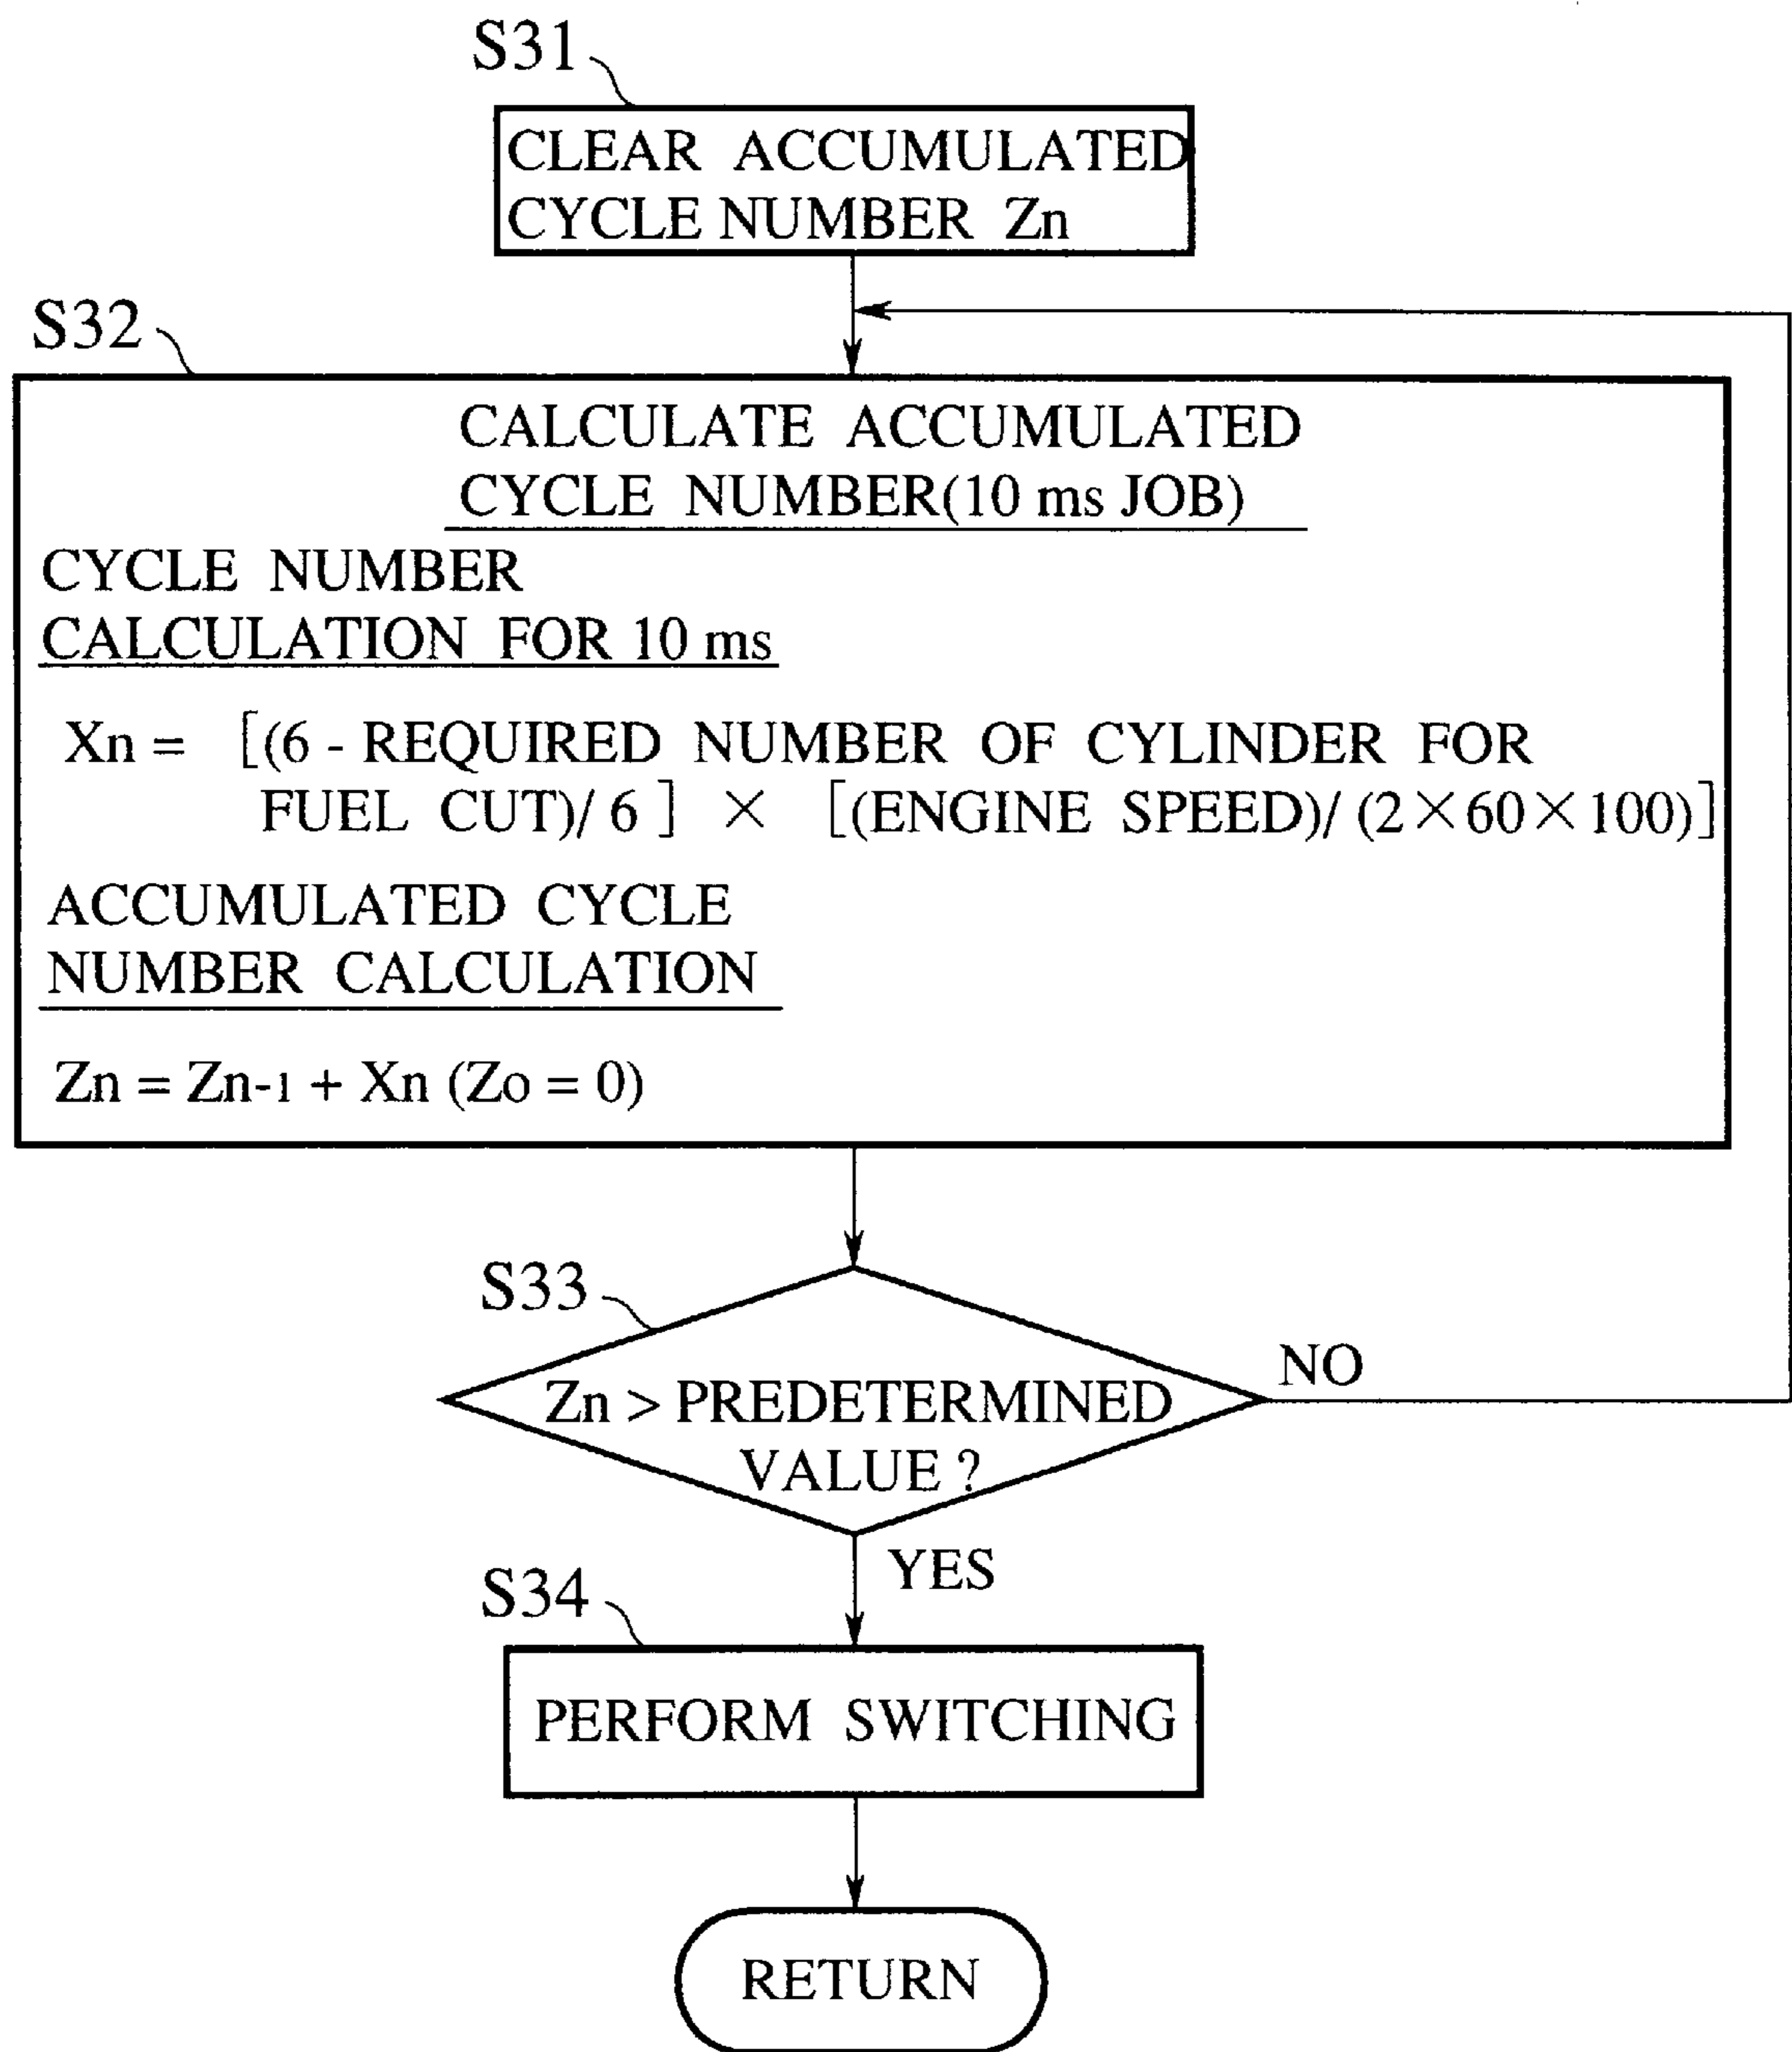 S31
CLEAR ACCUMULATED
CYCLE NUMBER Zn
S32
CALCULATE ACCUMULATED
CYCLE NUMBER(10 ms JOB)
CYCLE NUMBER
CALCULATION FOR 10 ms
Xn = [(6 - REQUIRED NUMBER OF CYLINDER FOR
FUEL CUT)/ 6 ] × [(ENGINE SPEED)/ (2×60×100)]
ACCUMULATED CYCLE
NUMBER CALCULATION
Zn = Zn-1 + Xn (Zo = 0)
S33
Zn > PREDETERMINED
VALUE ?
NO
YES
S34
PERFORM SWITCHING
RETURN